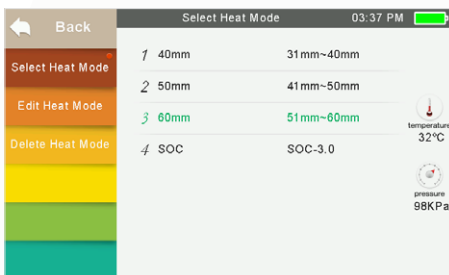 Back
Select Heat Mode 03:37 PM
Select Heat Mode
Edit Heat Mode
Delete Heat Mode
1 40mm 31mm~40mm
2 50mm 41mm~50mm
3 60mm 51mm~60mm
4 SOC SOC-3.0
temperature
32℃
pressure
98KPa